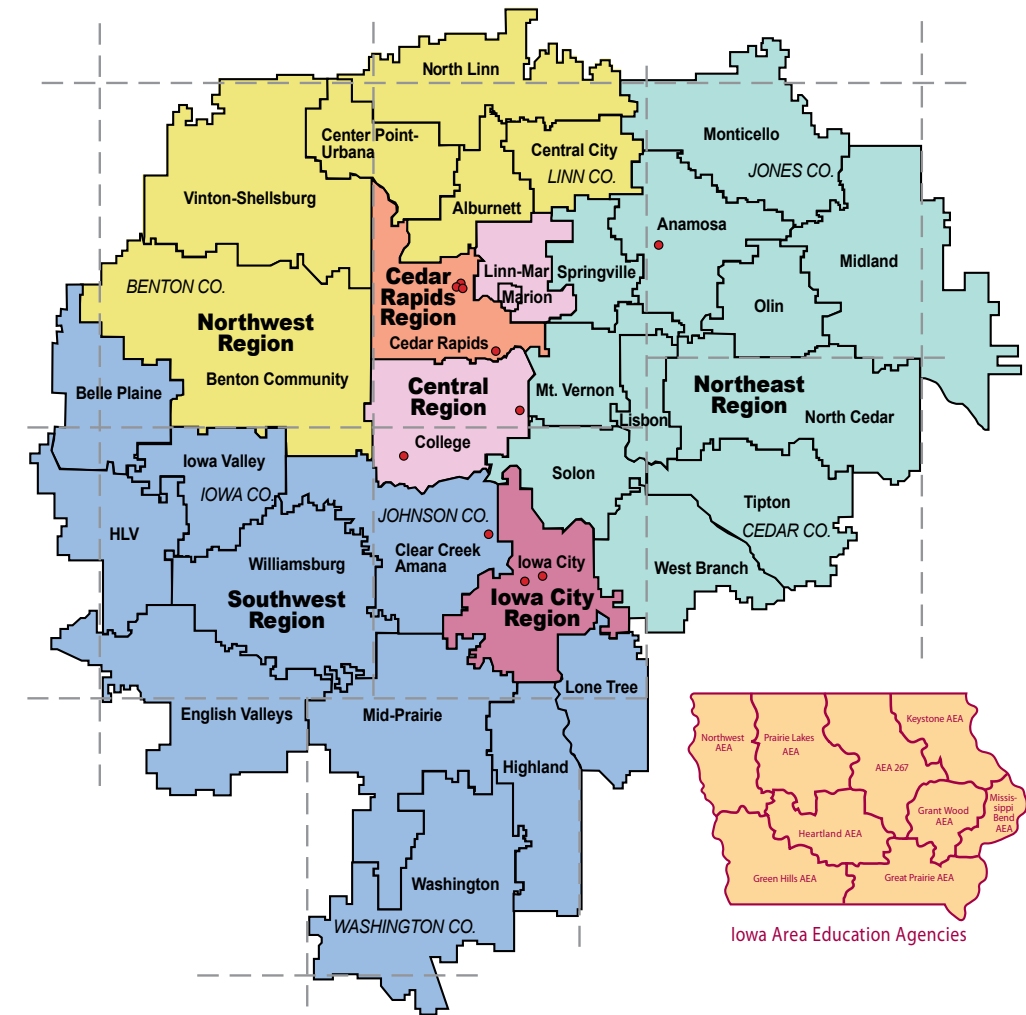 North Linn
Center Point-
Urbana
Central City
LINN CO.
Monticello
JONES CO.
Vinton-Shellsburg
Alburnett
Anamosa
Midland
BENTON CO.
Northwest
Region
Benton Community
Cedar
Rapids
Region
Cedar Rapids
Linn-Mar
Marion
Springville
Olin
Belle Plaine
Central
Region
College
Mt. Vernon
Lisbon
Northeast
Region
North Cedar
Iowa Valley
IOWA CO.
HLV
Williamsburg
Southwest
Region
JOHNSON CO.
Clear Creek
Amana
Solon
Tipton
CEDAR CO.
West Branch
Iowa City
Iowa City
Region
English Valleys
Mid-Prairie
Lone Tree
Highland
Washington
WASHINGTON CO.
Northwest
AEA
Prairie Lakes
AEA
AEA 267
Keystone AEA
Heartland AEA
Grant Wood
AEA
Missis-
sippi
Bend
AEA
Green Hills AEA
Great Prairie AEA
Iowa Area Education Agencies